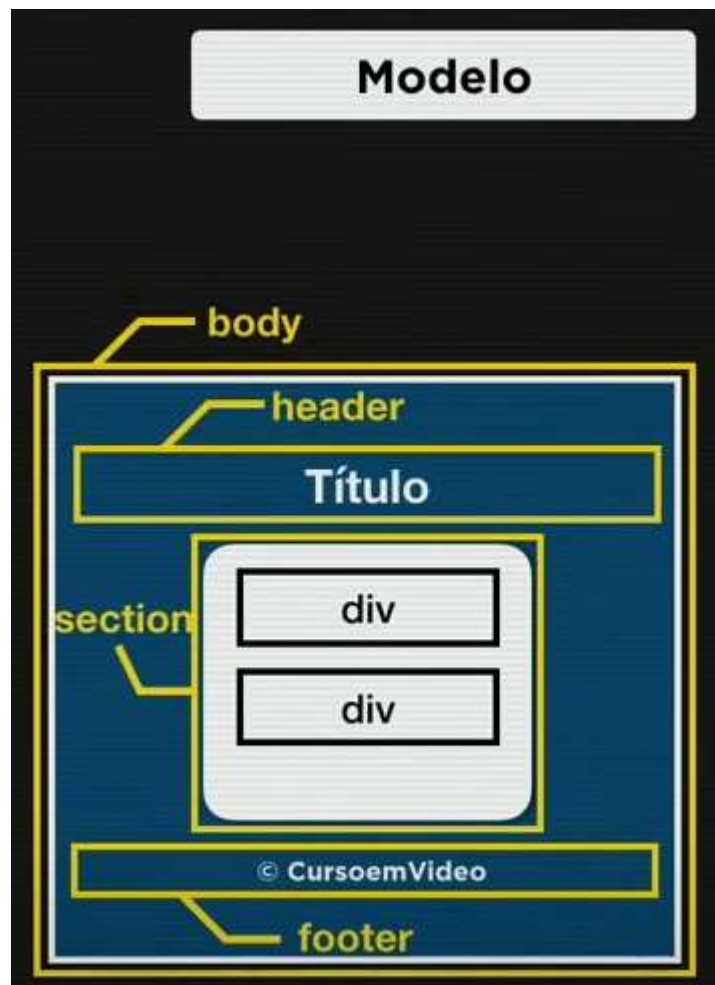 Modelo
body
header
Título
section
div
div
© CursoemVideo
footer